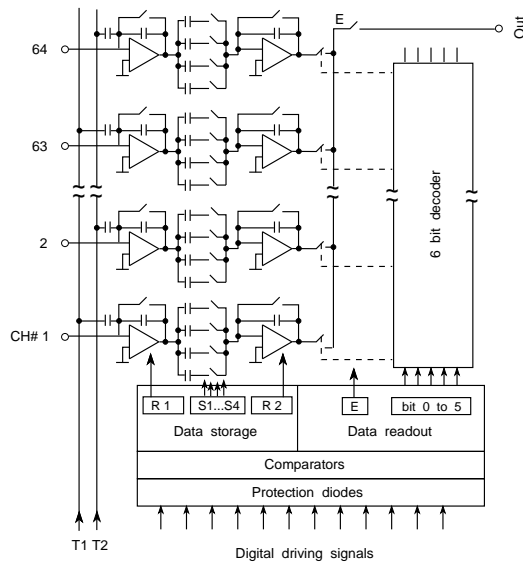 E
Out
64
63
2
CH# 1
6 bit decoder
R 1
S1...S4
R 2
E
bit 0 to 5
Data storage
Data readout
Comparators
Protection diodes
T1 T2
Digital driving signals